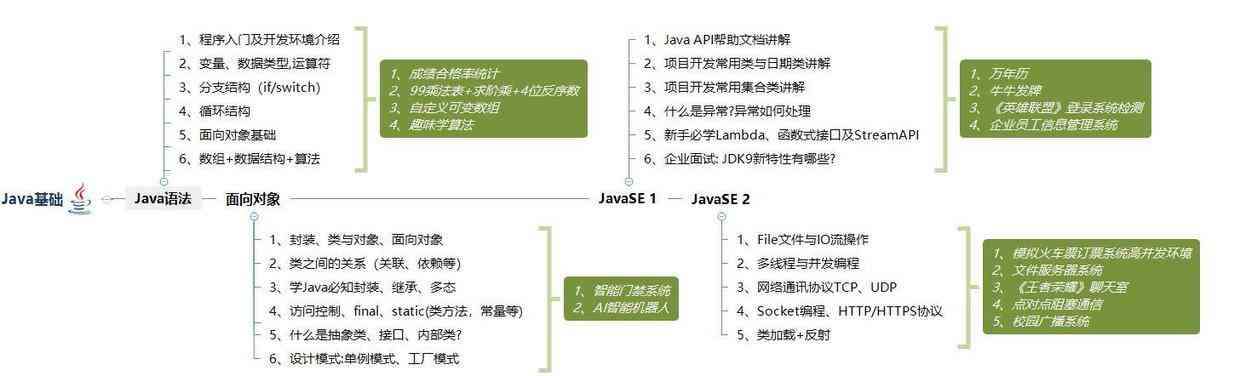 Java基础
Java语法
1、程序入门及开发环境介绍
2、变量、数据类型,运算符
3、分支结构（if/switch）
4、循环结构
5、面向对象基础
6、数组+数据结构+算法
1、成绩合格率统计
2、99乘法表+求阶乘+4位反序数
3、自定义可变数组
4、趣味学算法
面向对象
1、封装、类与对象、面向对象
2、类之间的关系（关联、依赖等）
3、学Java必知封装、继承、多态
4、访问控制、final、static(类方法，常量等)
5、什么是抽象类、接口、内部类?
6、设计模式:单例模式、工厂模式
1、智能门禁系统
2、AI智能机器人
JavaSE 1
1、Java API帮助文档讲解
2、项目开发常用类与日期类讲解
3、项目开发常用集合类讲解
4、什么是异常?异常如何处理
5、新手必学Lambda、函数式接口及StreamAPI
6、企业面试: JDK9新特性有哪些?
1、万年历
2、牛牛发牌
3、《英雄联盟》登录系统检测
4、企业员工信息管理系统
JavaSE 2
1、File文件与IO流操作
2、多线程与并发编程
3、网络通讯协议TCP、UDP
4、Socket编程、HTTP/HTTPS协议
5、类加载+反射
1、模拟火车票订票系统高并发环境
2、文件服务器系统
3、《王者荣耀》聊天室
4、点对点阻塞通信
5、校园广播系统